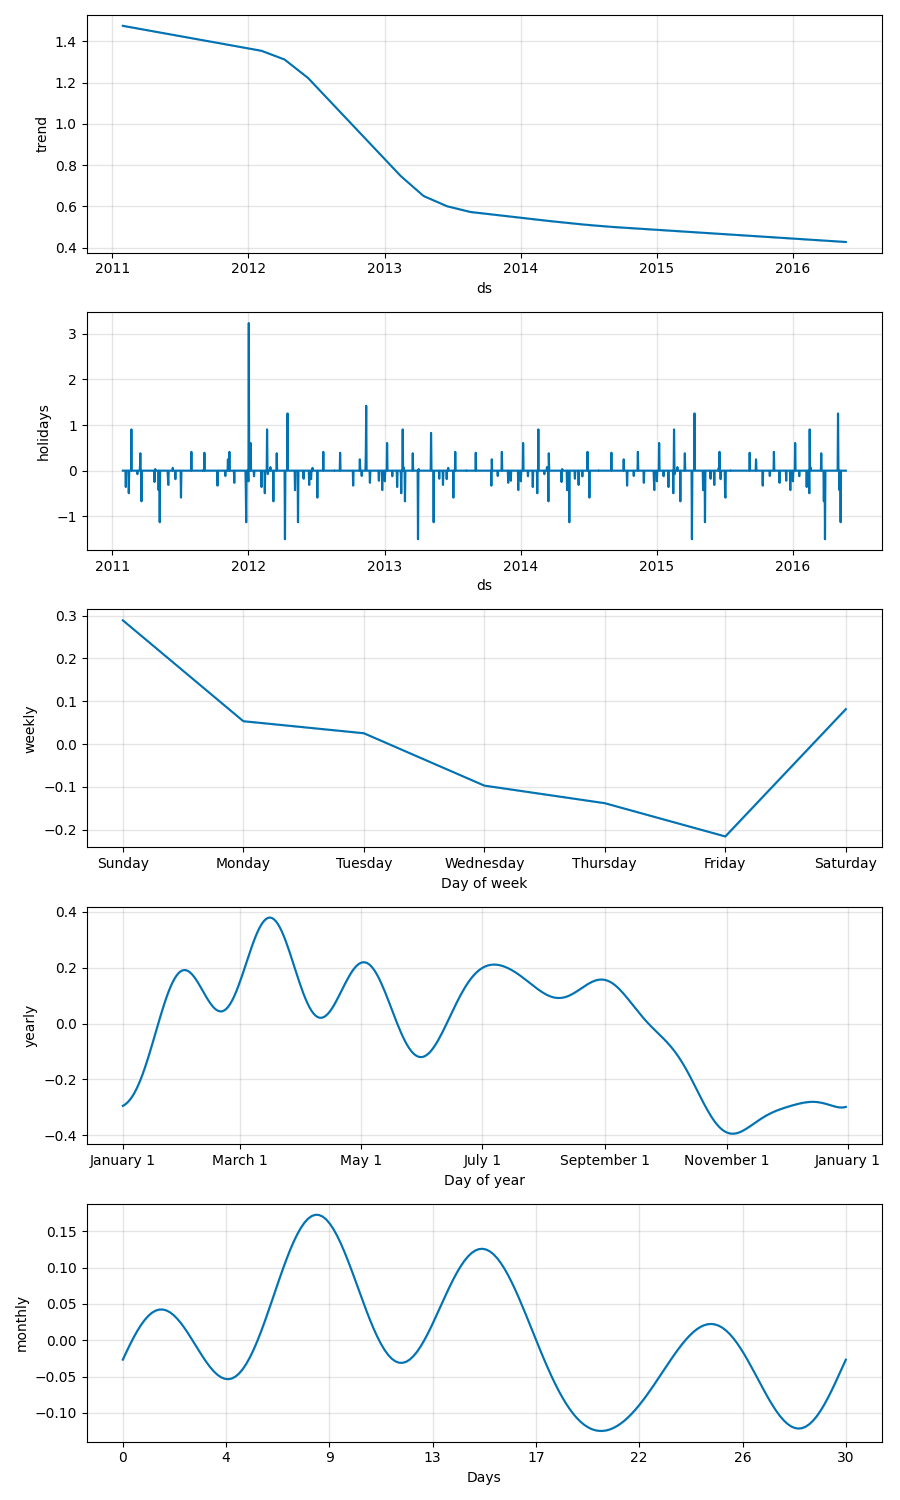 1.4
1.2
1.0
0.8
0.6
0.4
trend
2011 2012 2013 2014 2015 2016
ds
3
2
1
0
−1
holidays
2011 2012 2013 2014 2015 2016
ds
0.3
0.2
0.1
0.0
−0.1
−0.2
weekly
Sunday Monday Tuesday Wednesday Thursday Friday Saturday
Day of week
0.4
0.2
0.0
−0.2
−0.4
yearly
January 1 March 1 May 1 July 1 September 1 November 1 January 1
Day of year
0.15
0.10
0.05
0.00
−0.05
−0.10
monthly
0 4 9 13 17 22 26 30
Days